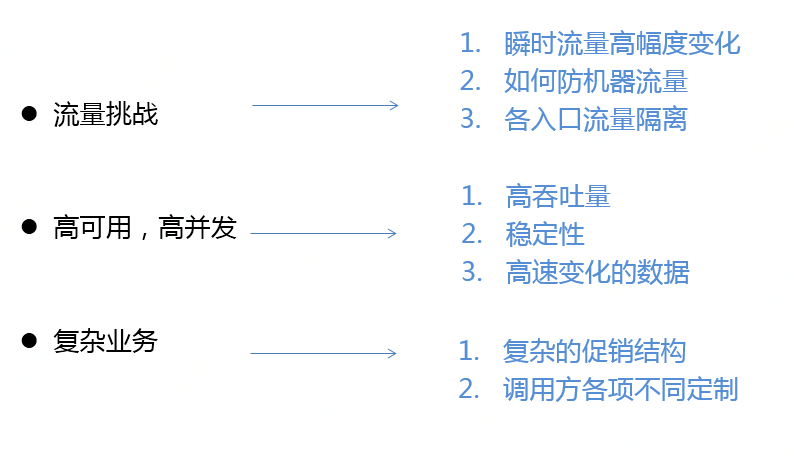 ● 流量挑战
1. 瞬时流量高幅度变化
2. 如何防机器流量
3. 各入口流量隔离
● 高可用，高并发
1. 高吞吐量
2. 稳定性
3. 高速变化的数据
● 复杂业务
1. 复杂的促销结构
2. 调用方各项不同定制